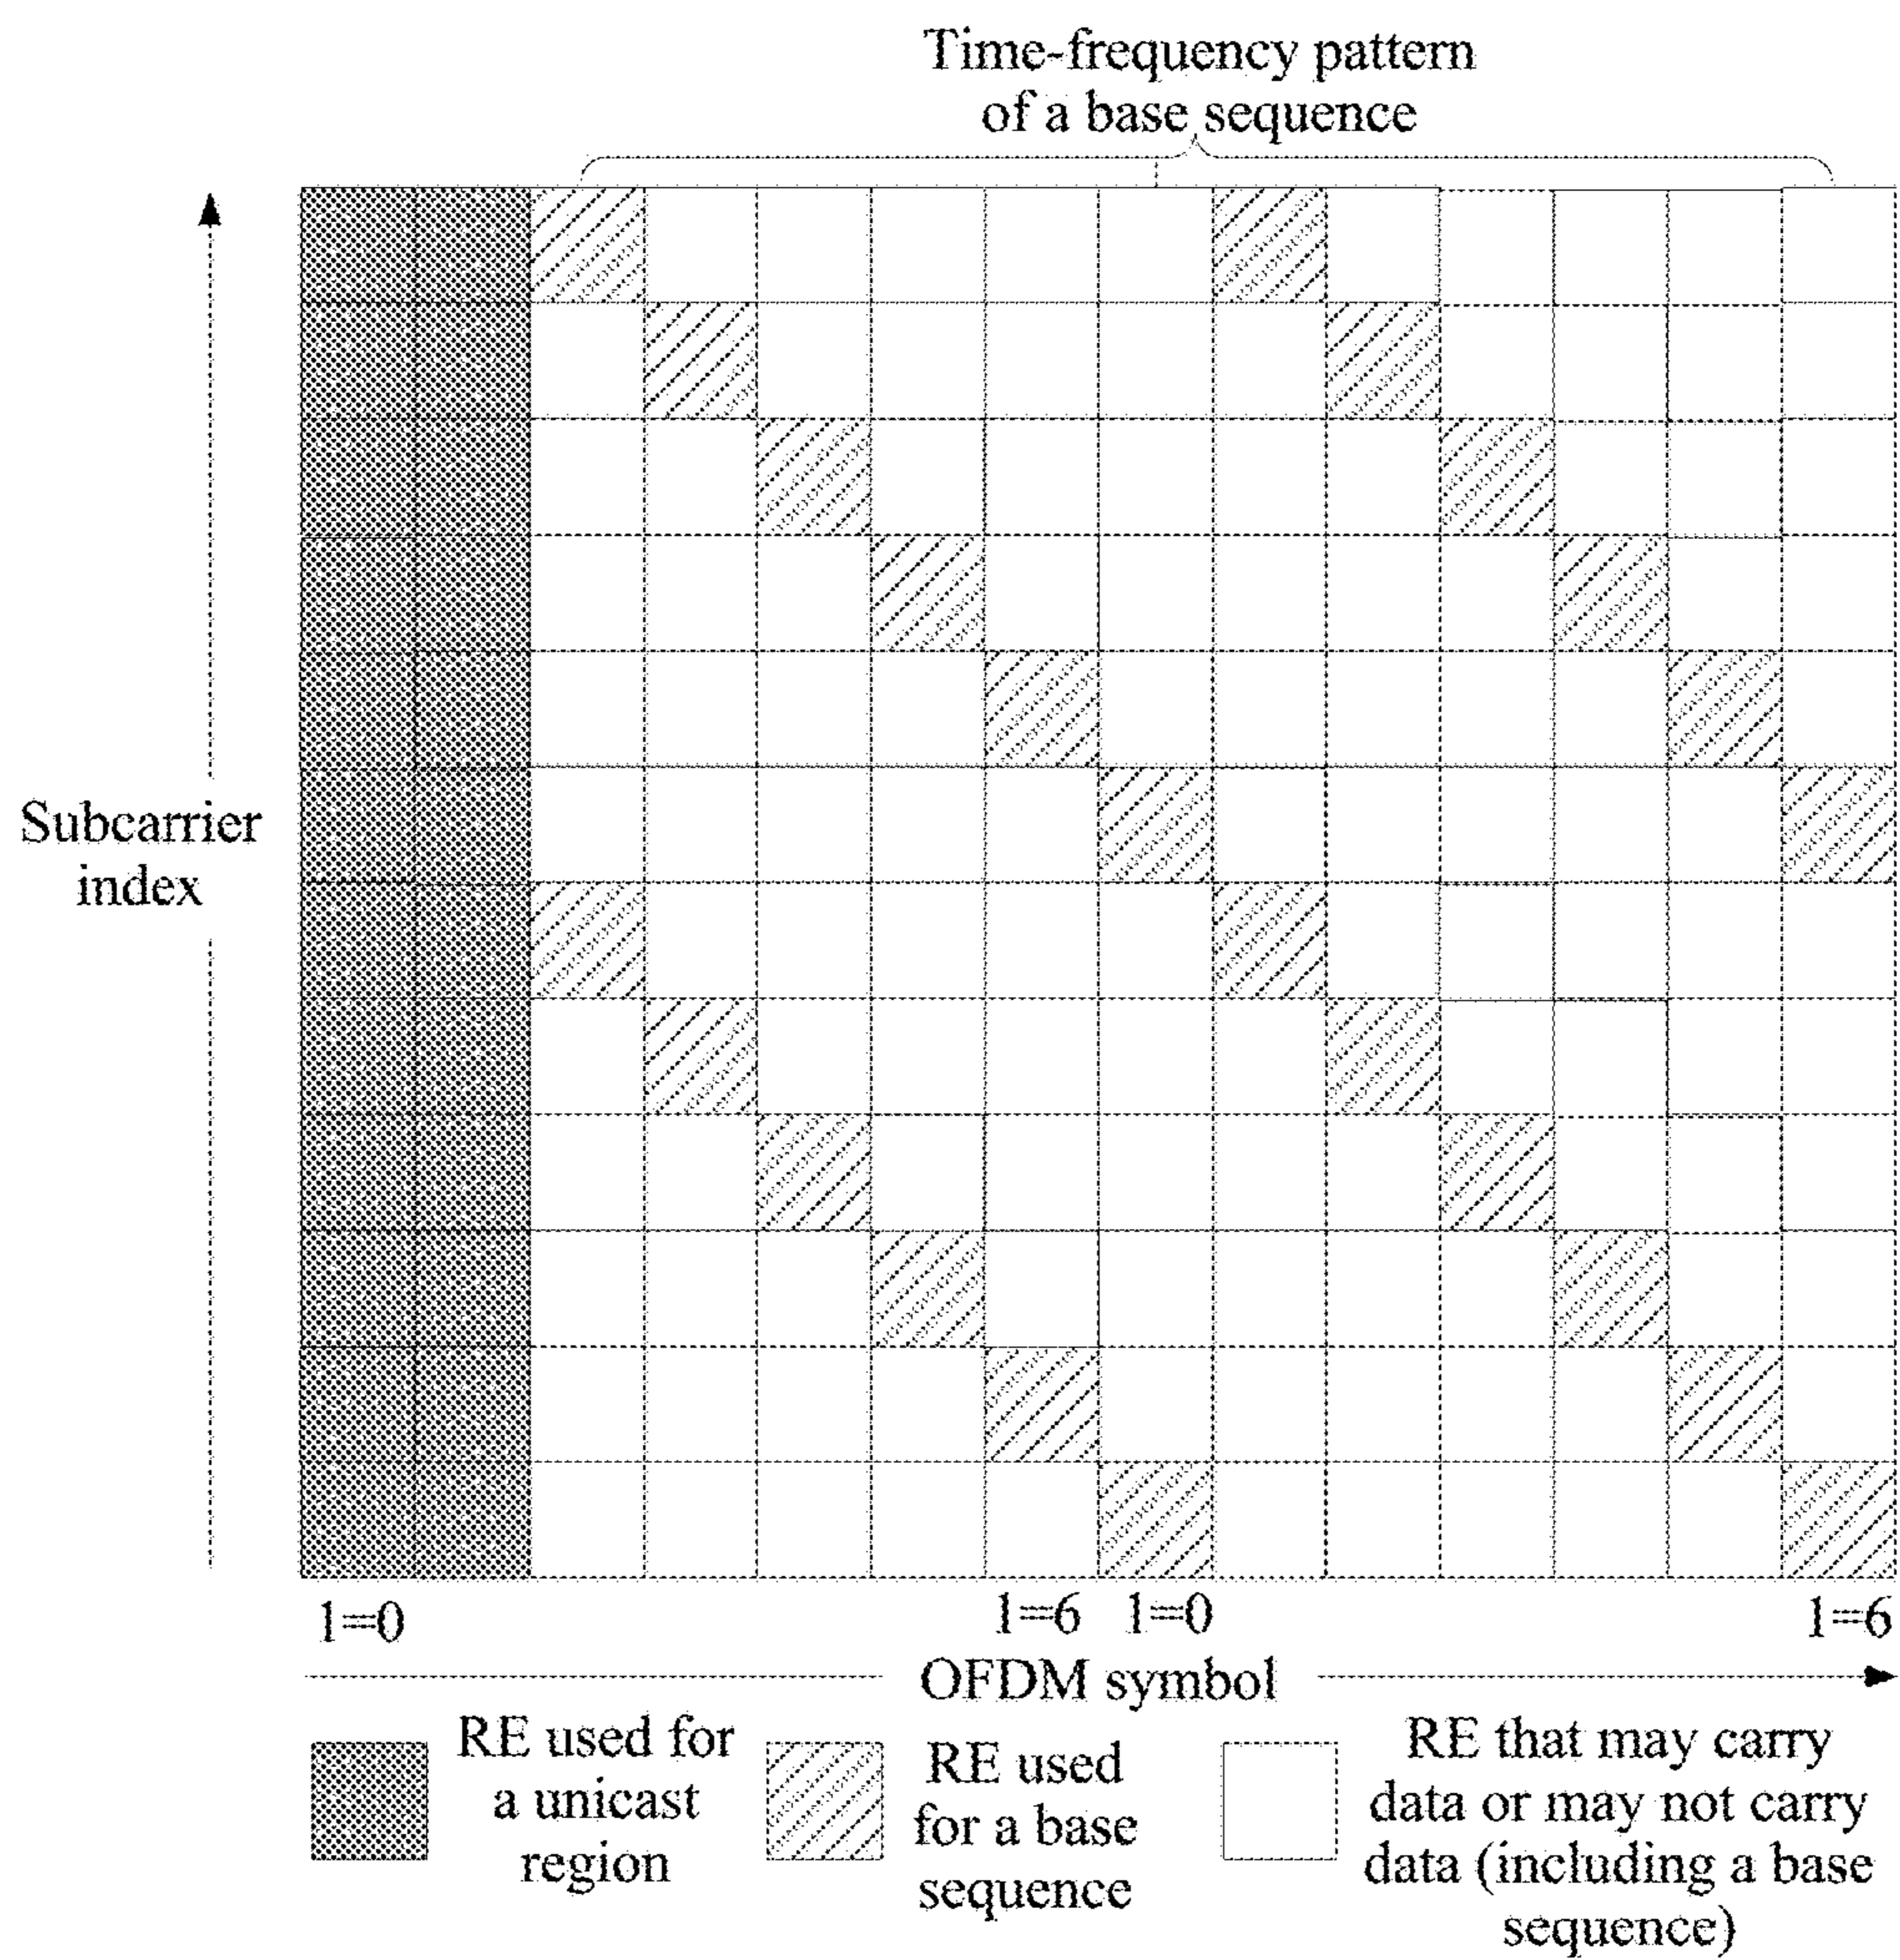 Time-frequency pattern
of a base sequence
Subcarrier
index
l=0
l=6
l=0
l=6
OFDM symbol
RE used for
a unicast
region
RE used
for a base
sequence
RE that may carry
data or may not carry
data (including a base
sequence)